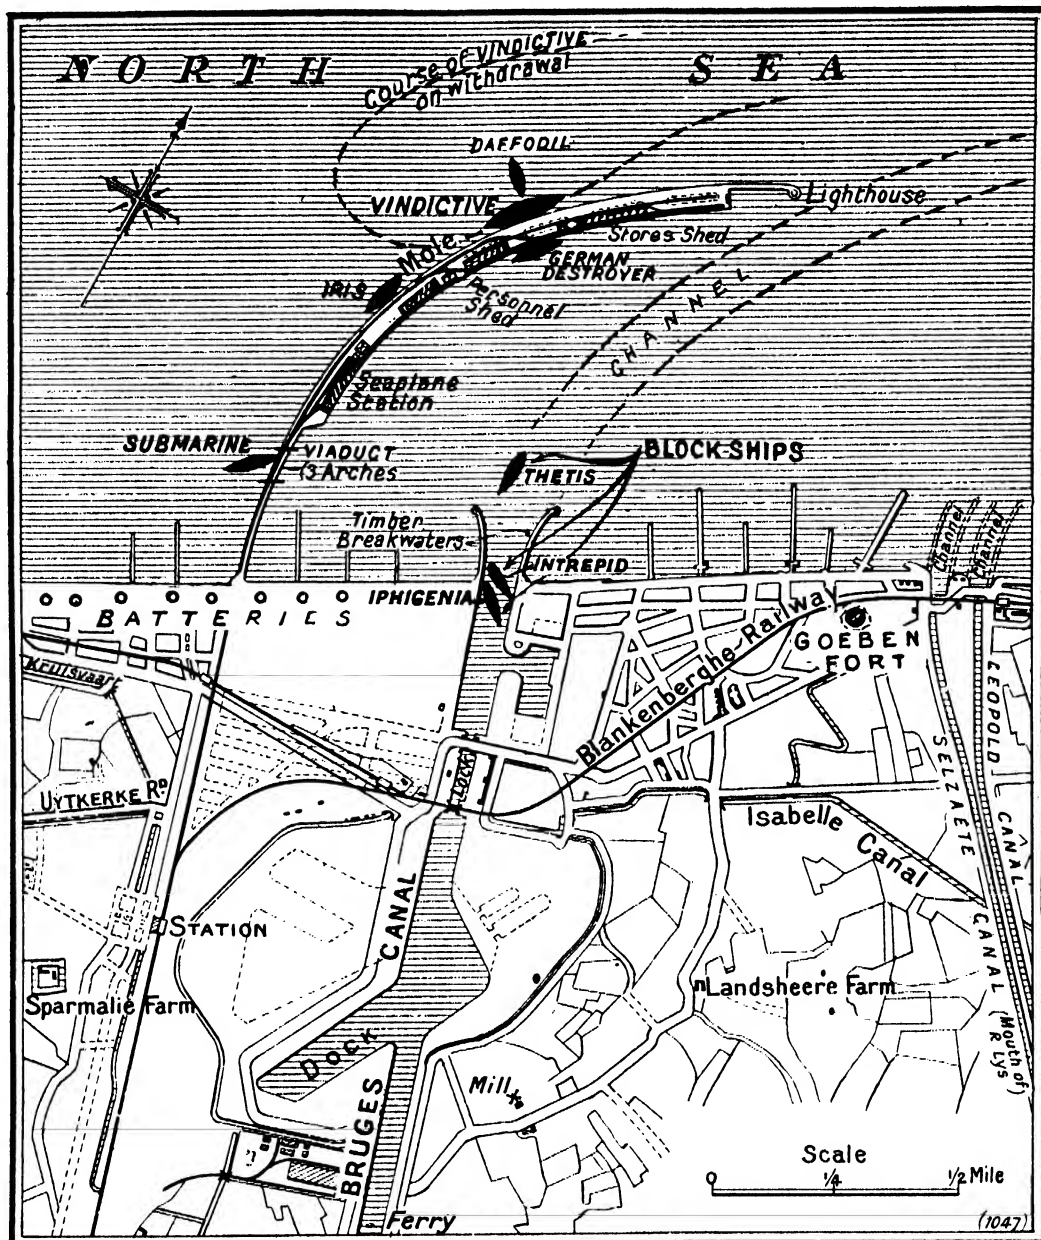 NORTH SEA
Course of VINDICTIVE
on withdrawal
DAFFODIL
VINDICTIVE
Lighthouse
Mole
Stores Shed
GERMAN
DESTROYER
IRIS
Personnel
Shed
CHANNEL
Seaplane
Station
SUBMARINE
VIADUCT
(3 Arches
BLOCK-SHIPS
THETIS
Timber
Breakwaters
INTREPID
Channel
Channel
IPHIGENIA
BATTERIES
Blankenberghe Railway
GOEBEN
FORT
LEOPOLD CANAL
SELZAETE CANAL (
Mouth of)
R Lys
LOCK
UYTKERKE RD
Isabelle Canal
CANAL
STATION
Sparmalie Farm
Landsheere Farm
DOCK
Mill
BRUGES
Scale
0 1/4 1/2 Mile
Ferry
(1047)